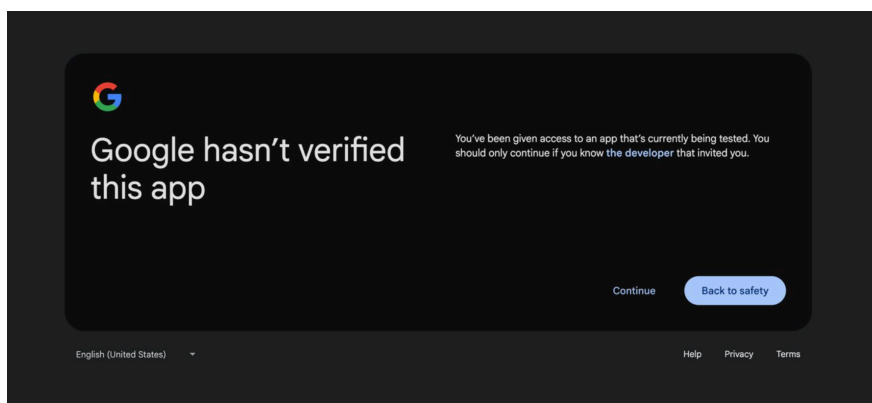 Google hasn't verified
this app
You've been given access to an app that's currently being tested. You
should only continue if you know the developer that invited you.
Continue
Back to safety
English (United States)
Help
Privacy
Terms